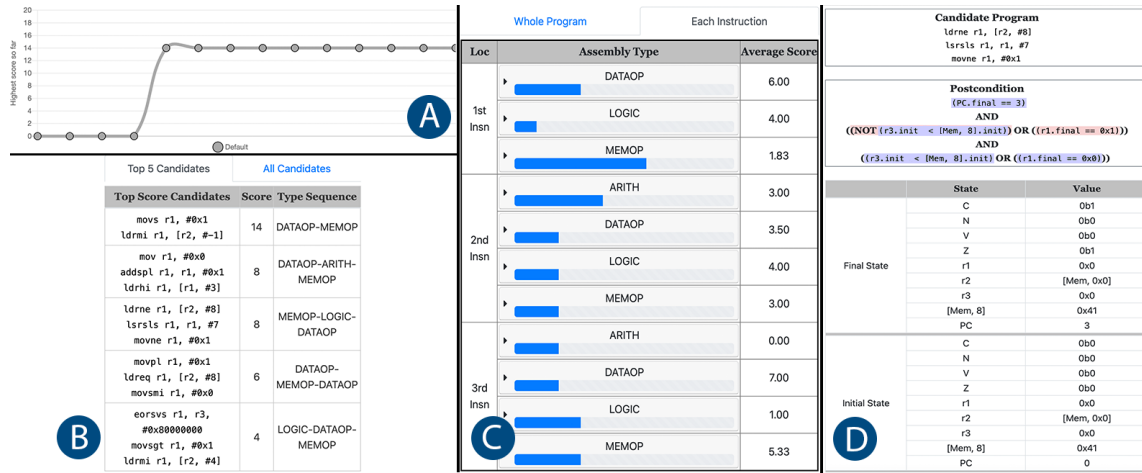 20
18
16
14
12
10
8
6
4
2
0
Highest score so far
Default
A
Top 5 Candidates All Candidates
Top Score Candidates Score Type Sequence
movs r1, #0x1
ldrmi r1, [r2, #-1]
14 DATAOP-MEMOP
mov r1, #0x0
addspl r1, r1, #0x1
ldrhi r1, [r1, #3]
8 DATAOP-ARITH-
MEMOP
ldrne r1, [r2, #8]
lsrsls r1, r1, #7
movne r1, #0x1
8 MEMOP-LOGIC-
DATAOP
movpl r1, #0x1
ldreq r1, [r2, #8]
movsmi r1, #0x0
6 DATAOP-
MEMOP-DATAOP
eorsvs r1, r3,
#0x80000000
movsgt r1, #0x1
ldrmi r1, [r2, #4]
4 LOGIC-DATAOP-
MEMOP
B
Whole Program Each Instruction
Loc Assembly Type Average Score
1st
Insn
DATAOP 6.00
LOGIC 4.00
MEMOP 1.83
2nd
Insn
ARITH 3.00
DATAOP 3.50
LOGIC 4.00
MEMOP 3.00
3rd
Insn
ARITH 0.00
DATAOP 7.00
LOGIC 1.00
MEMOP 5.33
C
Candidate Program
ldrne r1, [r2, #8]
lsrsls r1, r1, #7
movne r1, #0x1
Postcondition
(PC.final == 3)
AND
((NOT (r3.init < [Mem, 8].init)) OR ((r1.final == 0x1)))
AND
((r3.init < [Mem, 8].init) OR ((r1.final == 0x0)))
State Value
Final State
C 0b1
N 0b0
V 0b0
Z 0b1
r1 0x0
r2 [Mem, 0x0]
r3 0x0
[Mem, 8] 0x41
PC 3
Initial State
C 0b0
N 0b0
V 0b0
Z 0b0
r1 0x0
r2 [Mem, 0x0]
r3 0x0
[Mem, 8] 0x41
PC 0
D